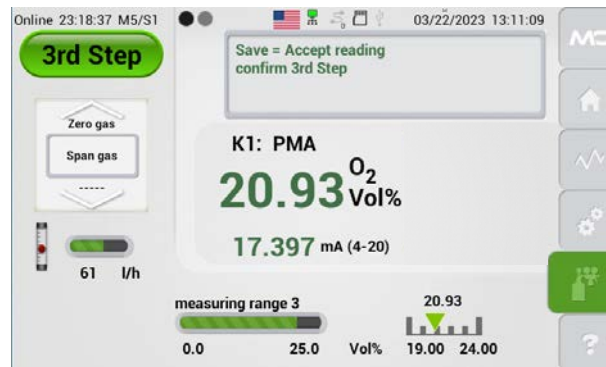 Online 23:18:37 M5/S1
03/22/2023 13:11:09
3rd Step
Save = Accept reading
confirm 3rd Step
Zero gas
Span gas
-----
K1: PMA
20.93 O2 Vol%
17.397 mA (4-20)
61 l/h
measuring range 3
20.93
0.0 25.0 Vol% 19.00 24.00
?